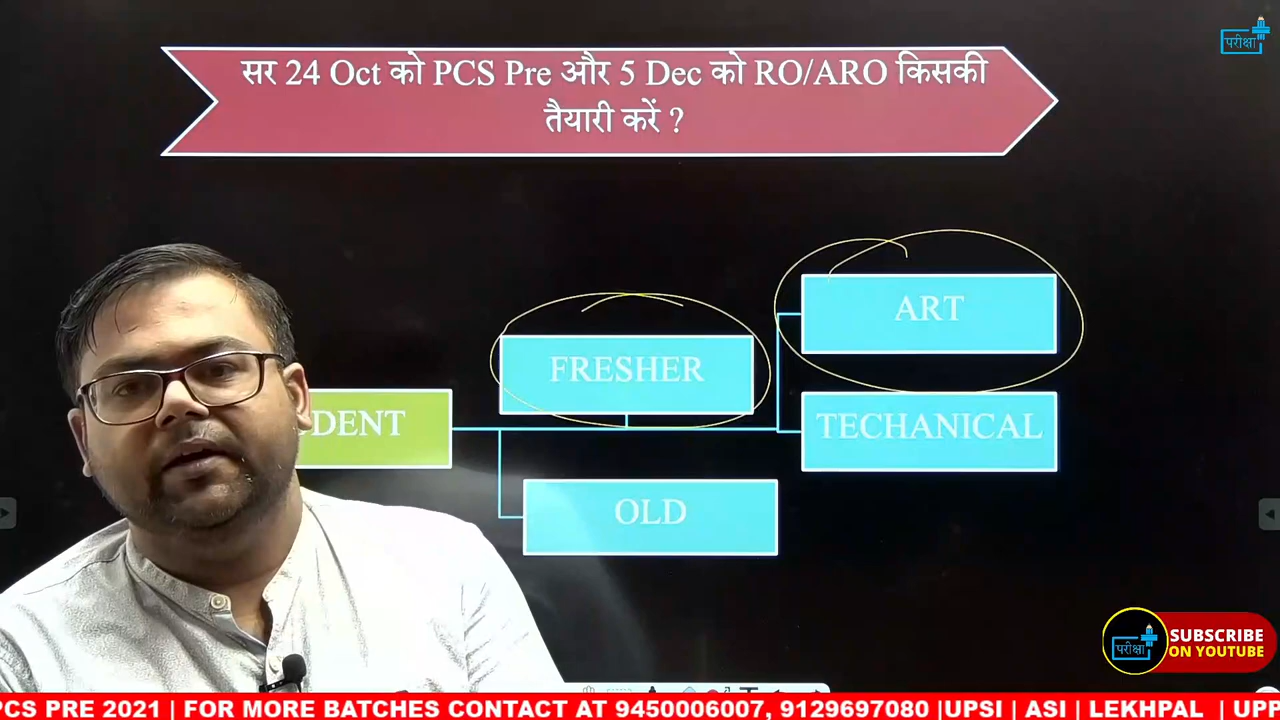 परीक्षा
सर 24 Oct को PCS Pre और 5 Dec को RO/ARO किसकी
तैयारी करें ?
ART
FRESHER
DENT
TECHANICAL
OLD
परीक्षा
SUBSCRIBE
ON YOUTUBE
PCS PRE 2021 | FOR MORE BATCHES CONTACT AT 9450006007, 9129697080 |UPSI | ASI | LEKHPAL | UPP